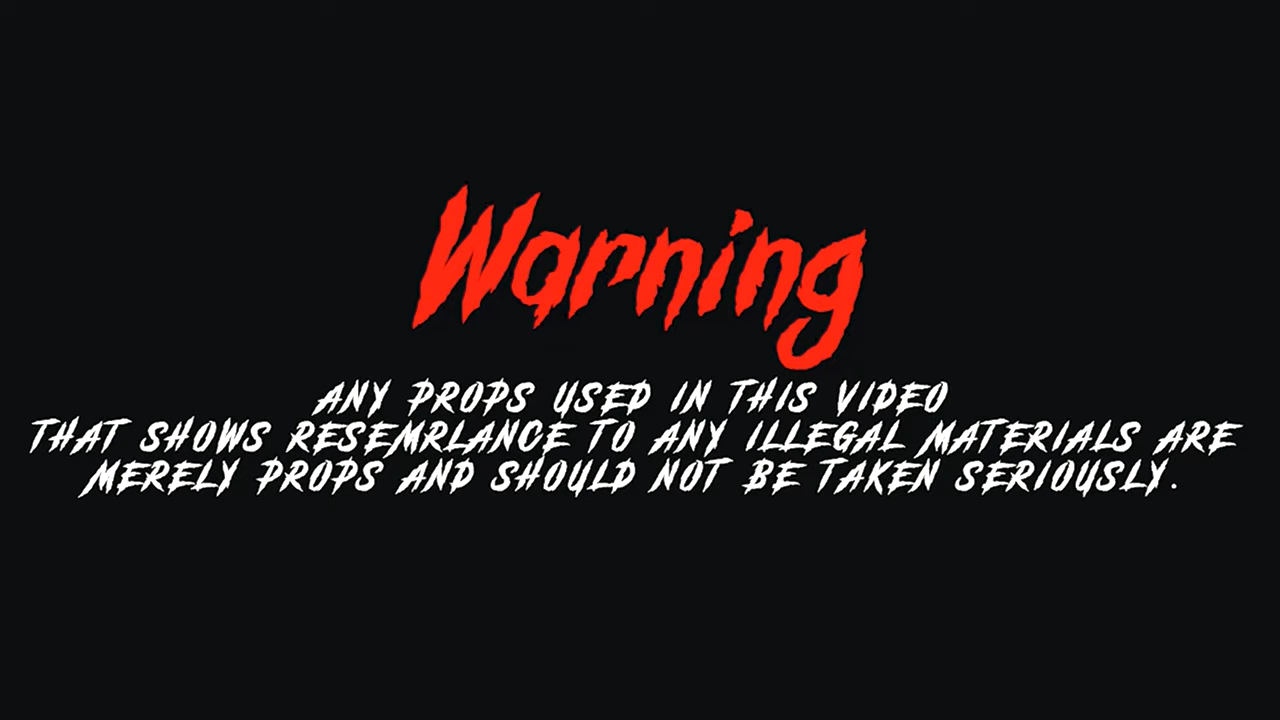 Warning
ANY PROPS USED IN THIS VIDEO
THAT SHOWS RESEMRLANCE TO ANY ILLEGAL MATERIALS ARE
MERELY PROPS AND SHOULD NOT BE TAKEN SERIOUSLY.